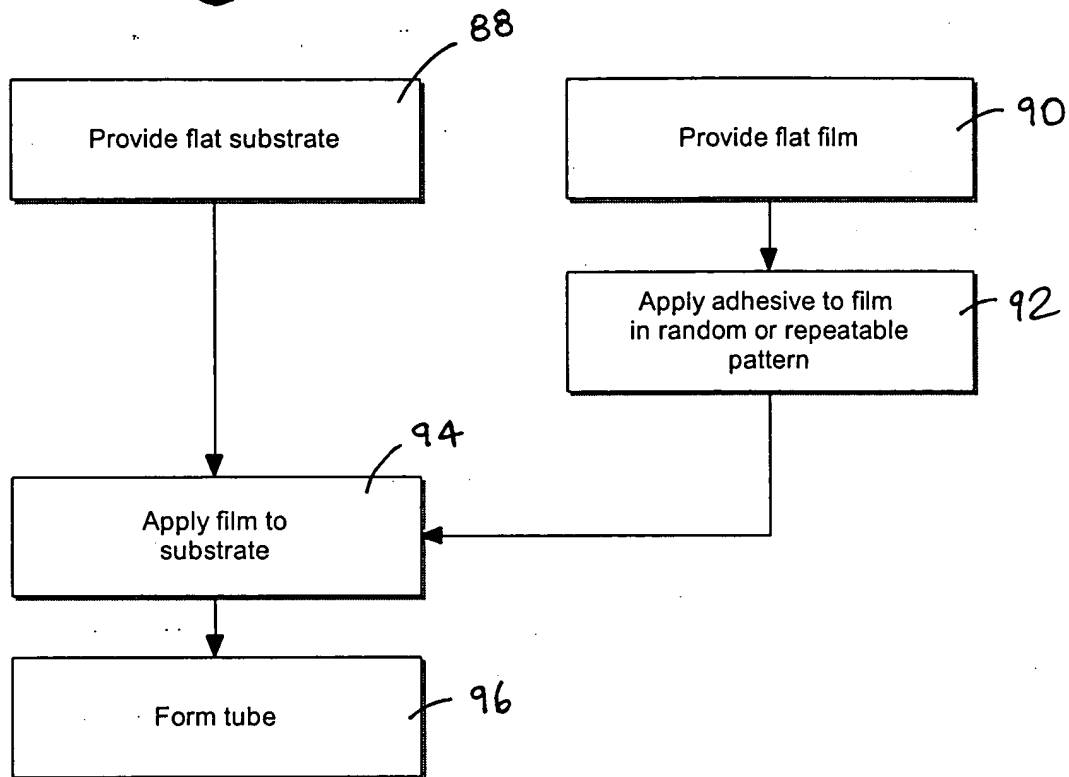 88
Provide flat substrate
90
Provide flat film
Apply adhesive to film
in random or repeatable
pattern
92
94
Apply film to
substrate
Form tube
96